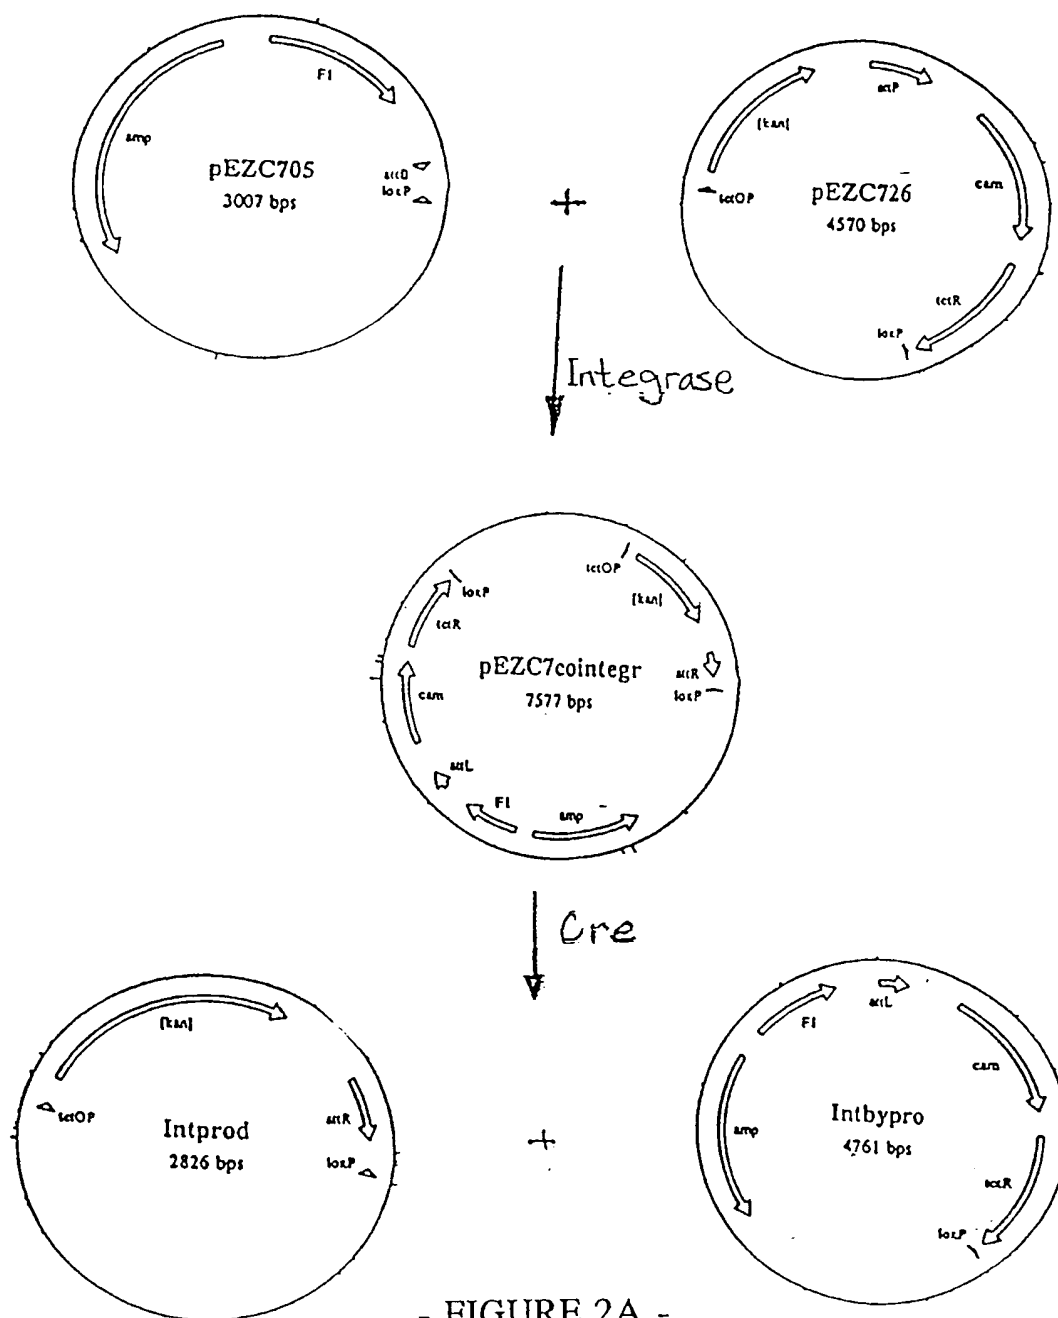 F1
amp
pEZC705
3007 bps
attB
loxP
+
attP
[kan]
cam
tetOP
pEZC726
4570 bps
tetR
loxP
Integrase
tetOP
loxP
[kan]
tetR
pEZC7cointegr
7577 bps
attR
loxP
cam
attL
F1
amp
Cre
[kan]
tetOP
attR
Intprod
2826 bps
loxP
+
attL
F1
cam
amp
Intbypro
4761 bps
tetR
loxP
- FIGURE 2A -